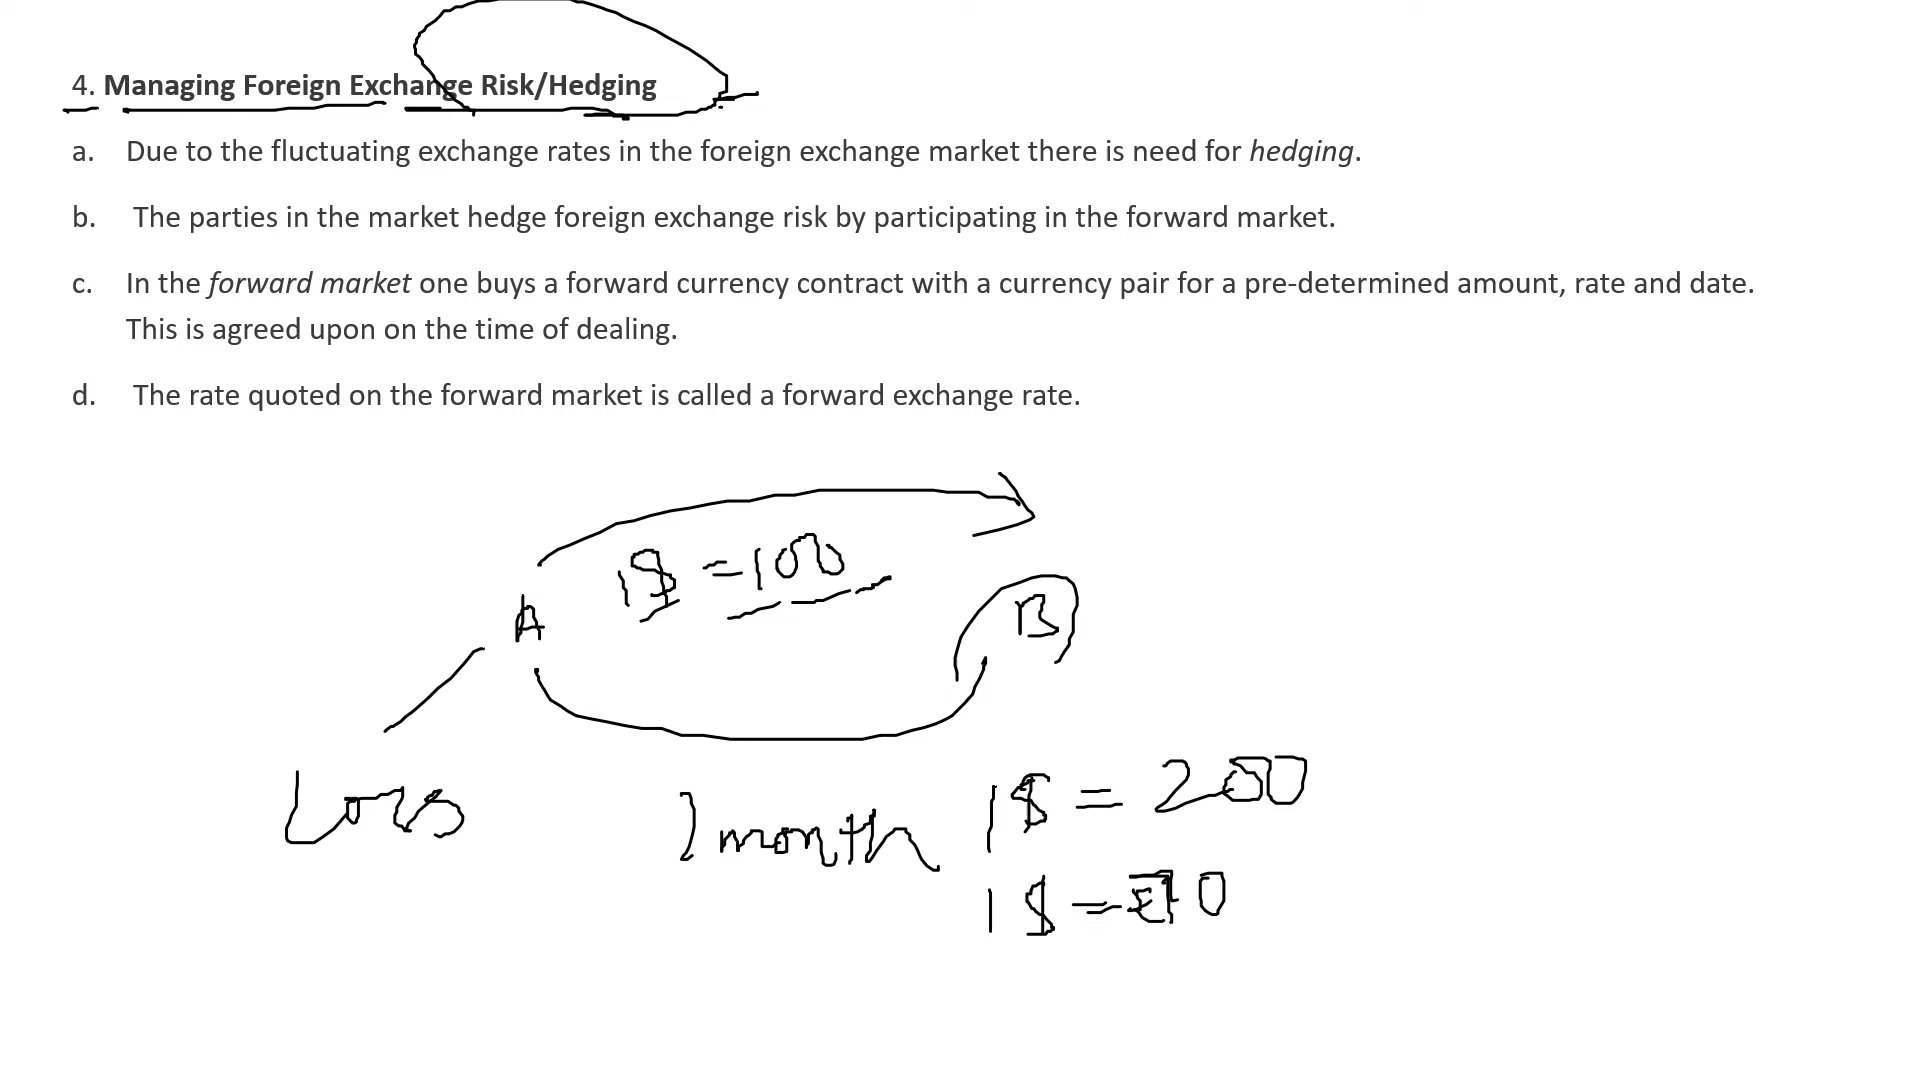 4. Managing Foreign Exchange Risk/Hedging
a. Due to the fluctuating exchange rates in the foreign exchange market there is need for hedging.
b. The parties in the market hedge foreign exchange risk by participating in the forward market.
c. In the forward market one buys a forward currency contract with a currency pair for a pre-determined amount, rate and date.
This is agreed upon on the time of dealing.
d. The rate quoted on the forward market is called a forward exchange rate.
1$ = 100
A
B
1$ = 200
Loss
1 month
1$ =